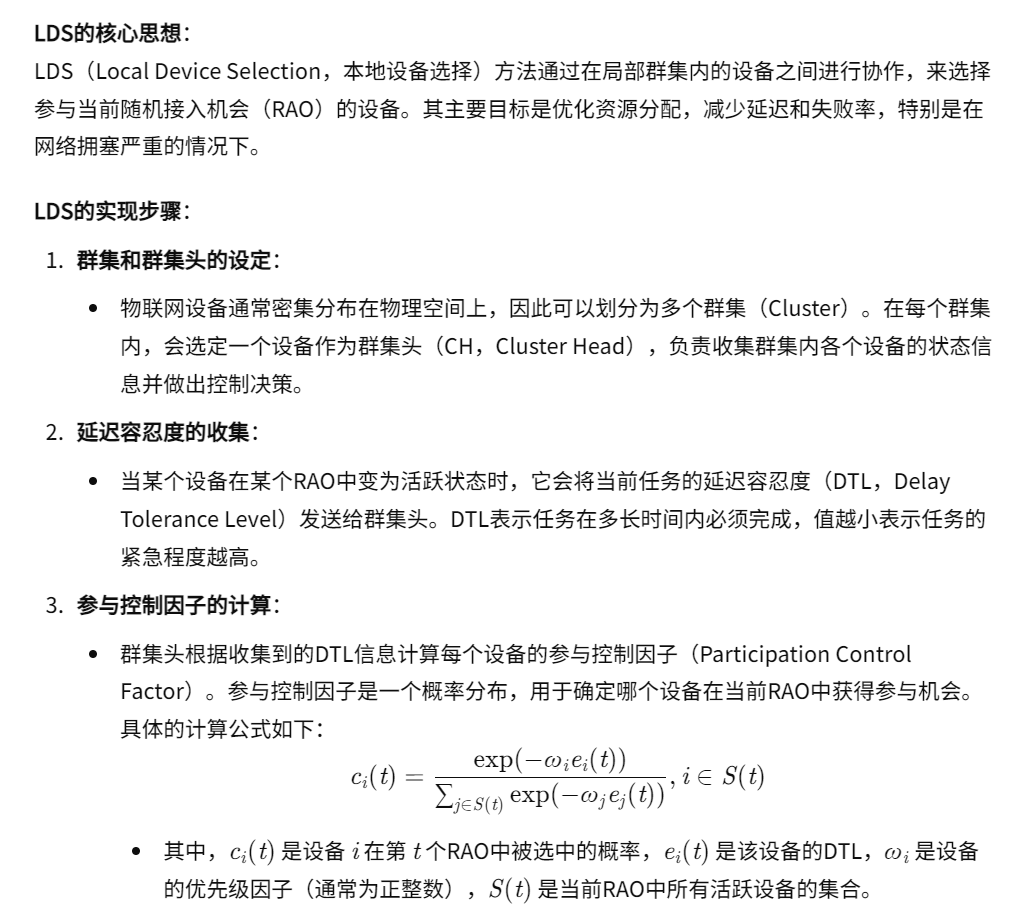 LDS的核心思想：
LDS（Local Device Selection，本地设备选择）方法通过在局部群集内的设备之间进行协作，来选择
参与当前随机接入机会（RAO）的设备。其主要目标是优化资源分配，减少延迟和失败率，特别是在
网络拥塞严重的情况下。
LDS的实现步骤：
1. 群集和群集头的设定：
• 物联网设备通常密集分布在物理空间上，因此可以划分为多个群集（Cluster）。在每个群集
内，会选定一个设备作为群集头（CH，Cluster Head），负责收集群集内各个设备的状态信
息并做出控制决策。
2. 延迟容忍度的收集：
• 当某个设备在某个RAO中变为活跃状态时，它会将当前任务的延迟容忍度（DTL，Delay
Tolerance Level）发送给群集头。DTL表示任务在多长时间内必须完成，值越小表示任务的
紧急程度越高。
3. 参与控制因子的计算：
• 群集头根据收集到的DTL信息计算每个设备的参与控制因子（Participation Control
Factor）。参与控制因子是一个概率分布，用于确定哪个设备在当前RAO中获得参与机会。
具体的计算公式如下：
$c_i(t) = \frac{\exp(-\omega_i e_i(t))}{\sum_{j \in S(t)} \exp(-\omega_j e_j(t))}, i \in S(t)$
• 其中，$c_i(t)$ 是设备 $i$ 在第 $t$ 个RAO中被选中的概率，$e_i(t)$ 是该设备的DTL，$\omega_i$ 是设备
的优先级因子（通常为正整数），$S(t)$ 是当前RAO中所有活跃设备的集合。